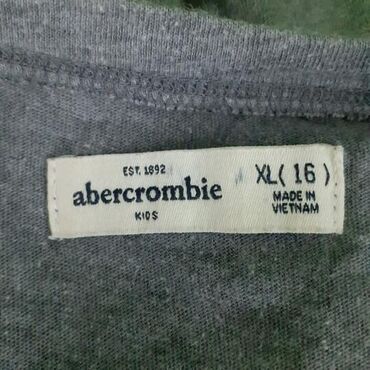 EST. 1892
abercrombie
KIDS
XL( 16 )
MADE IN
VIETNAM